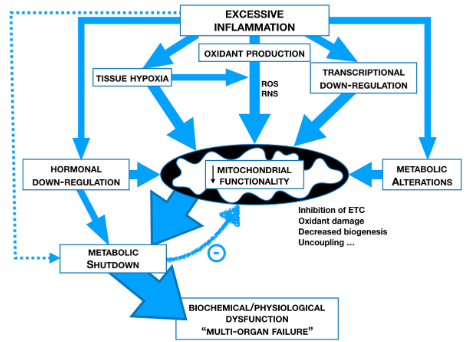 EXCESSIVE
INFLAMMATION
OXIDANT PRODUCTION
TISSUE HYPOXIA
ROS
RNS
TRANSCRIPTIONAL
DOWN-REGULATION
HORMONAL
DOWN-REGULATION
↓ MITOCHONDRIAL
FUNCTIONALITY
METABOLIC
ALTERATIONS
Inhibition of ETC
Oxidant damage
Decreased biogenesis
Uncoupling ...
METABOLIC
SHUTDOWN
−
BIOCHEMICAL/PHYSIOLOGICAL
DYSFUNCTION
“MULTI-ORGAN FAILURE”